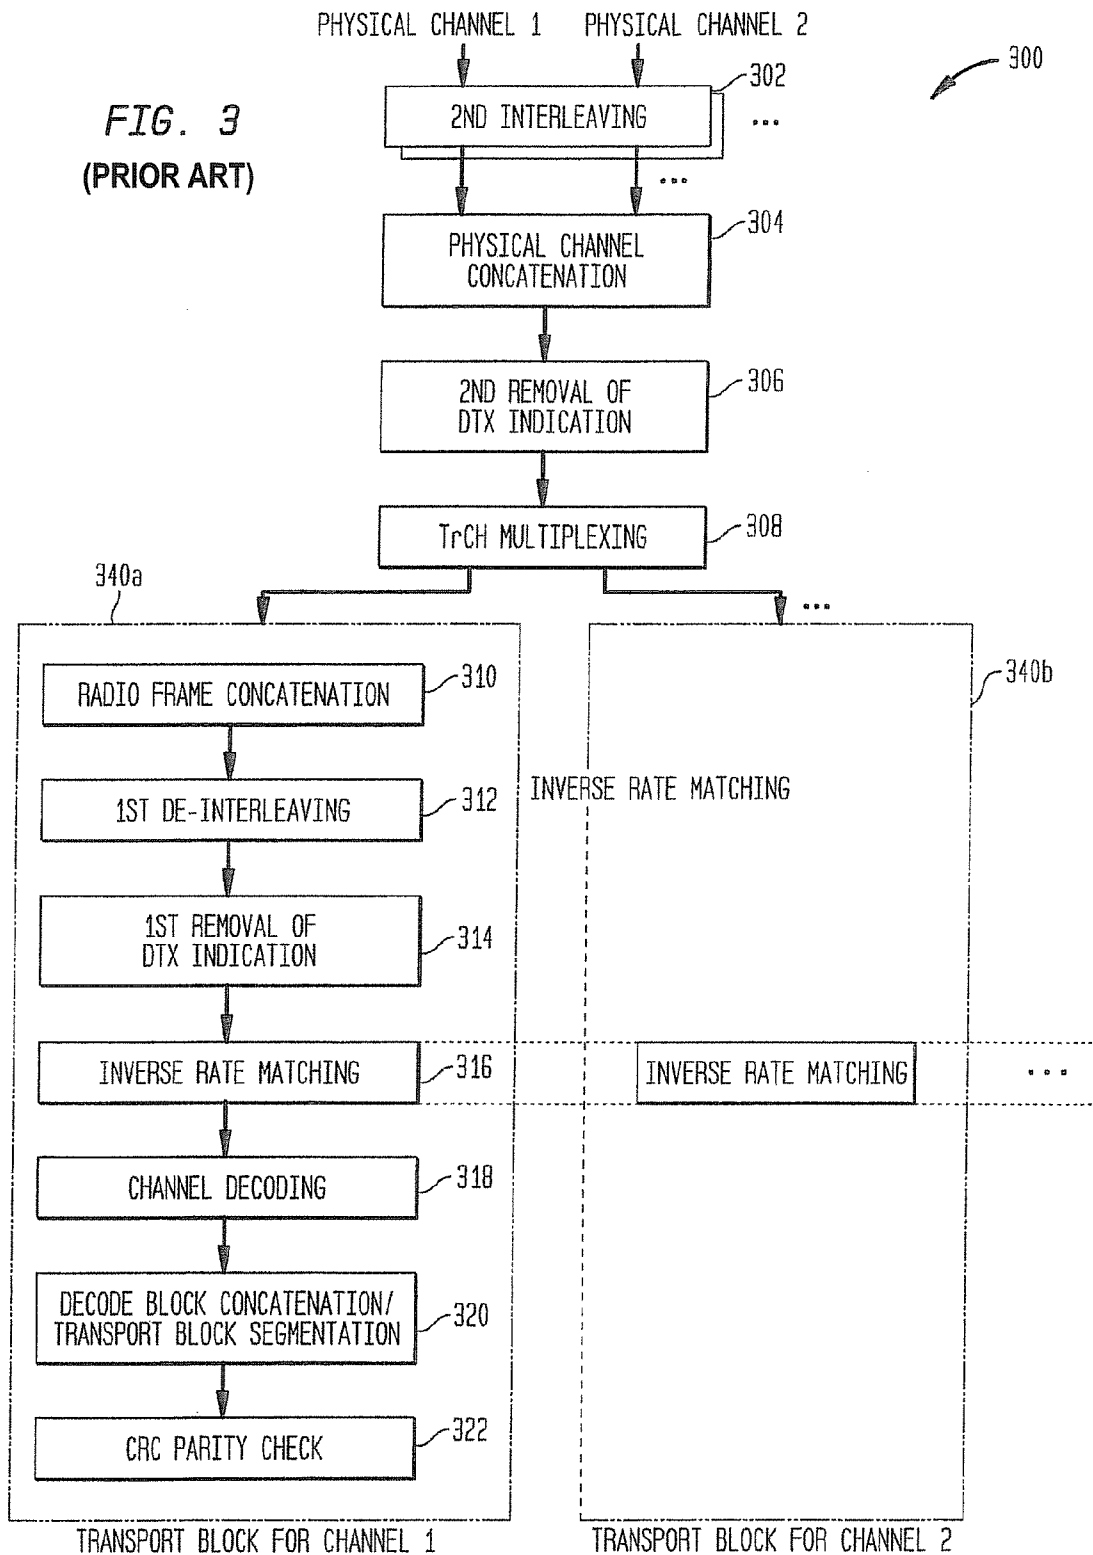 PHYSICAL CHANNEL 1
PHYSICAL CHANNEL 2
300
FIG. 3
(PRIOR ART)
302
2ND INTERLEAVING
...
...
304
PHYSICAL CHANNEL
CONCATENATION
306
2ND REMOVAL OF
DTX INDICATION
308
TrCH MULTIPLEXING
340a
...
340b
310
RADIO FRAME CONCATENATION
312
1ST DE-INTERLEAVING
INVERSE RATE MATCHING
314
1ST REMOVAL OF
DTX INDICATION
316
INVERSE RATE MATCHING
INVERSE RATE MATCHING
...
318
CHANNEL DECODING
320
DECODE BLOCK CONCATENATION/
TRANSPORT BLOCK SEGMENTATION
322
CRC PARITY CHECK
TRANSPORT BLOCK FOR CHANNEL 1
TRANSPORT BLOCK FOR CHANNEL 2